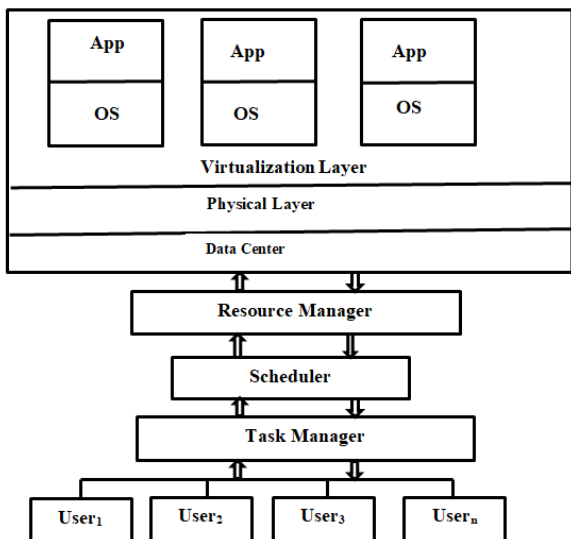 App App App
OS OS OS
Virtualization Layer
Physical Layer
Data Center
Resource Manager
Scheduler
Task Manager
User₁ User₂ User₃ Userₙ